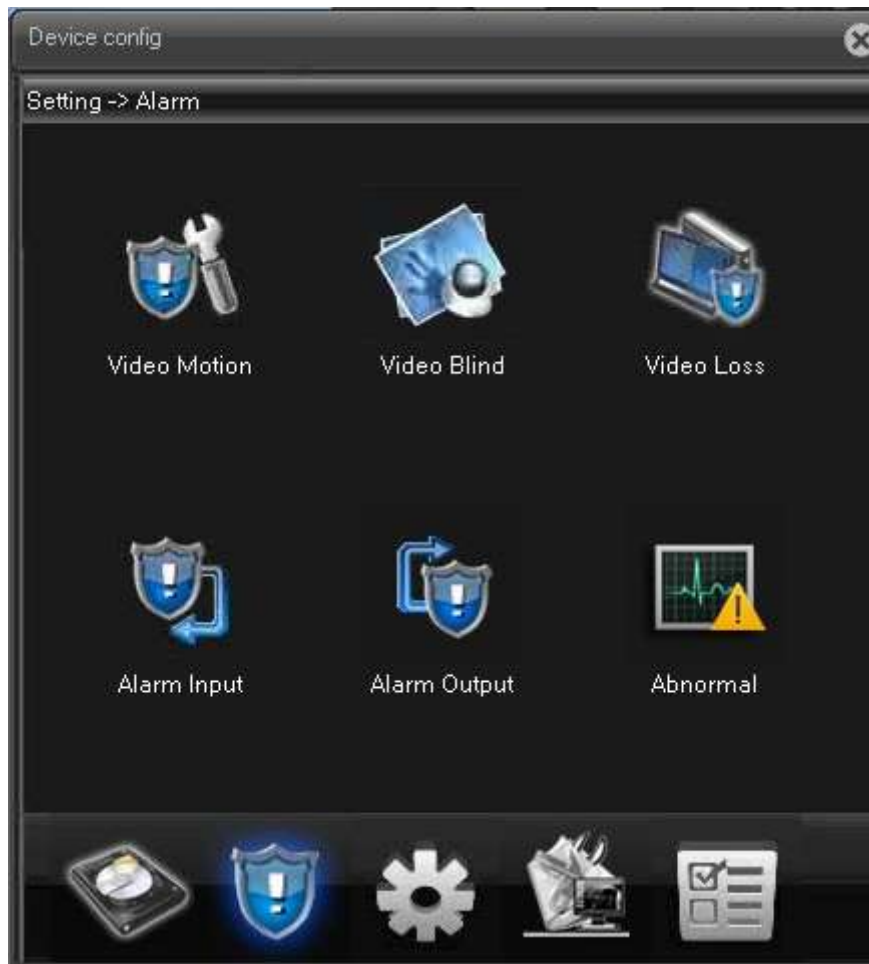 Device config
Setting -> Alarm
Video Motion
Video Blind
Video Loss
Alarm Input
Alarm Output
Abnormal